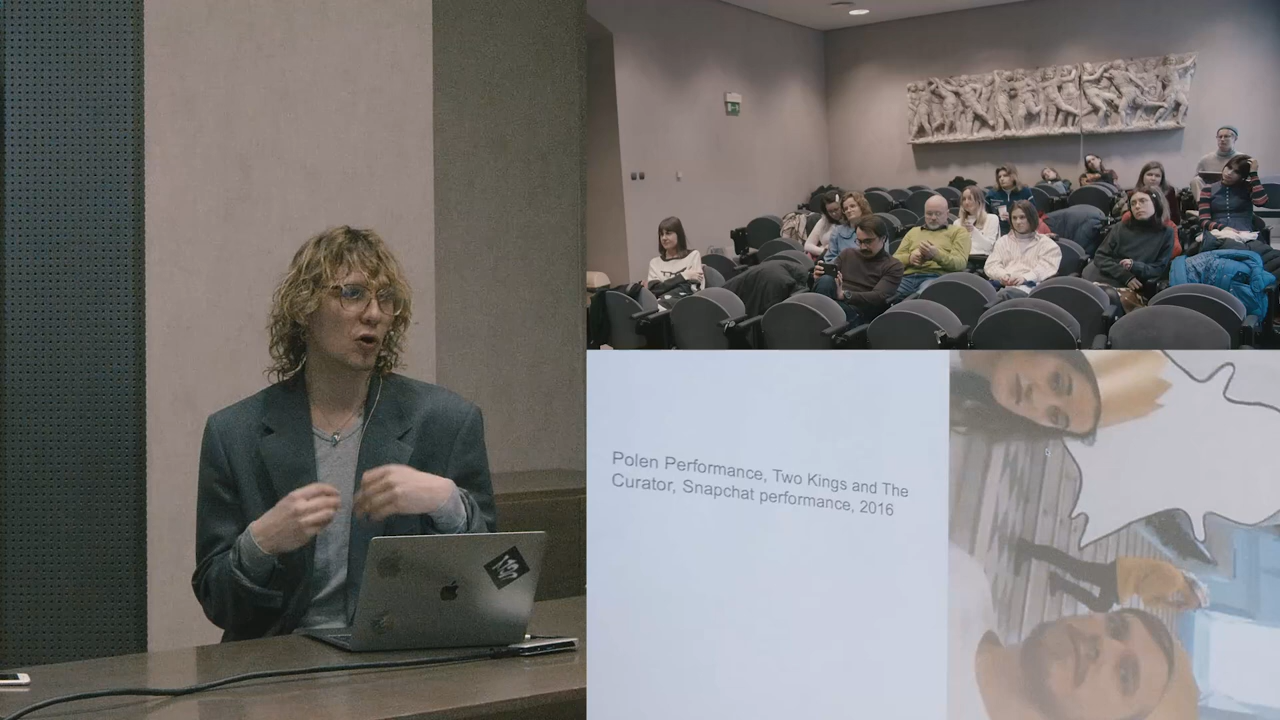 Polen Performance, Two Kings and The
Curator, Snapchat performance, 2016